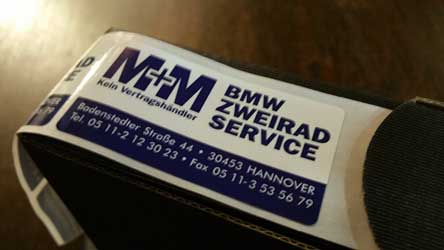 M+M
Kein Vertragshändler
BMW
ZWEIRAD
SERVICE
Badenstedter Straße 44 • 30453 HANNOVER
Tel. 05 11-2 12 30 23 • Fax 05 11-3 53 56 79